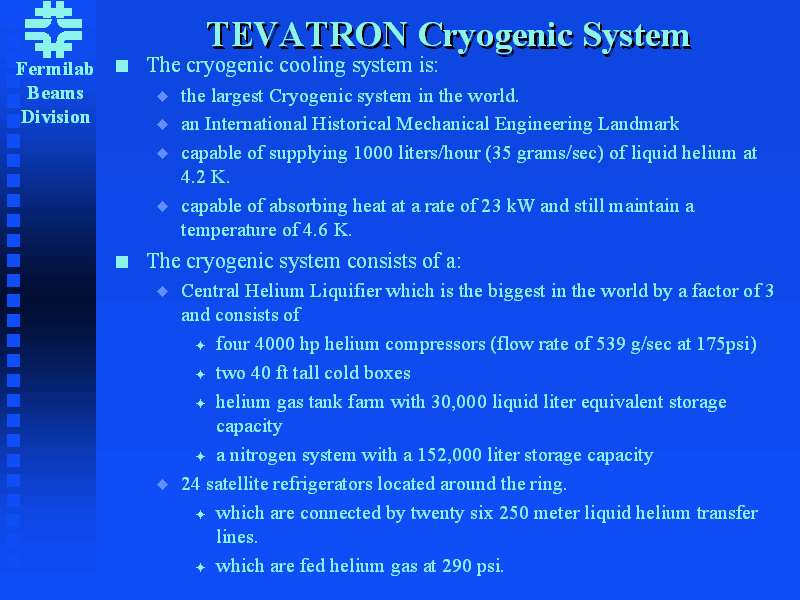 TEVATRON Cryogenic System
Fermilab
Beams
Division
The cryogenic cooling system is:
the largest Cryogenic system in the world.
an International Historical Mechanical Engineering Landmark
capable of supplying 1000 liters/hour (35 grams/sec) of liquid helium at
4.2 K.
capable of absorbing heat at a rate of 23 kW and still maintain a
temperature of 4.6 K.
The cryogenic system consists of a:
Central Helium Liquifier which is the biggest in the world by a factor of 3
and consists of
four 4000 hp helium compressors (flow rate of 539 g/sec at 175psi)
two 40 ft tall cold boxes
helium gas tank farm with 30,000 liquid liter equivalent storage
capacity
a nitrogen system with a 152,000 liter storage capacity
24 satellite refrigerators located around the ring.
which are connected by twenty six 250 meter liquid helium transfer
lines.
which are fed helium gas at 290 psi.